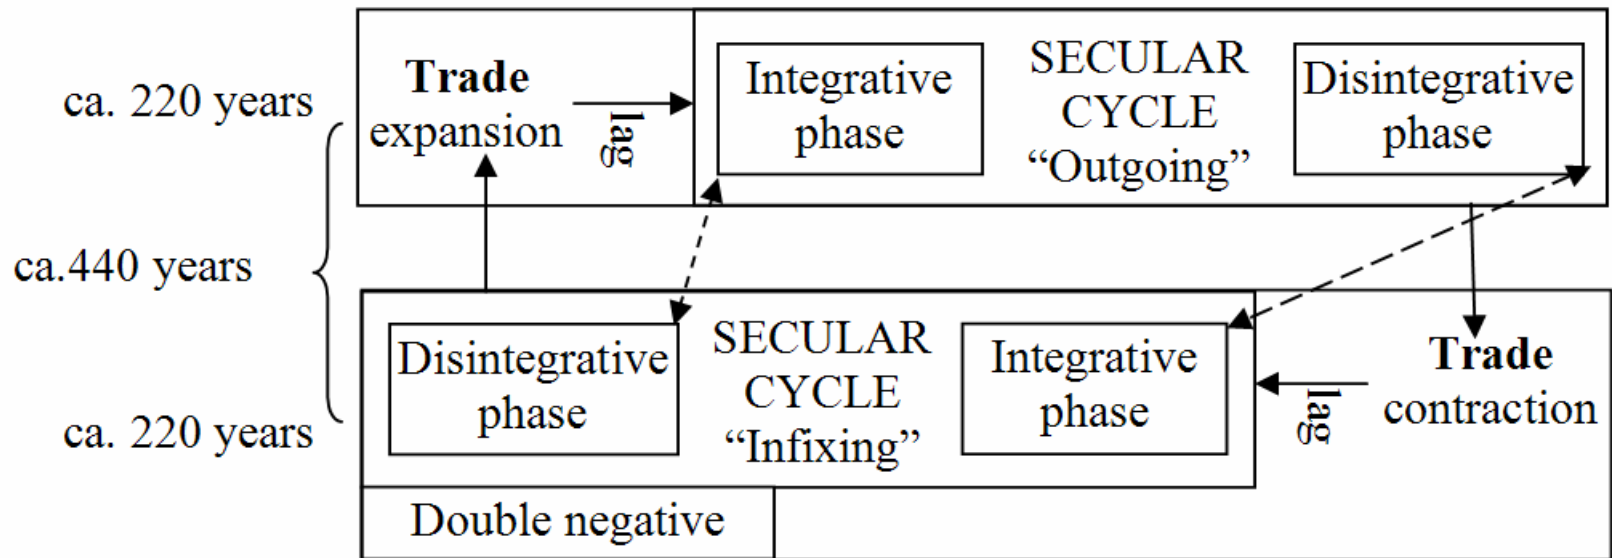 ca. 220 years
Trade
expansion
lag
Integrative
phase
SECULAR
CYCLE
“Outgoing”
Disintegrative
phase
ca.440 years
ca. 220 years
Disintegrative
phase
SECULAR
CYCLE
“Infixing”
Integrative
phase
lag
Trade
contraction
Double negative